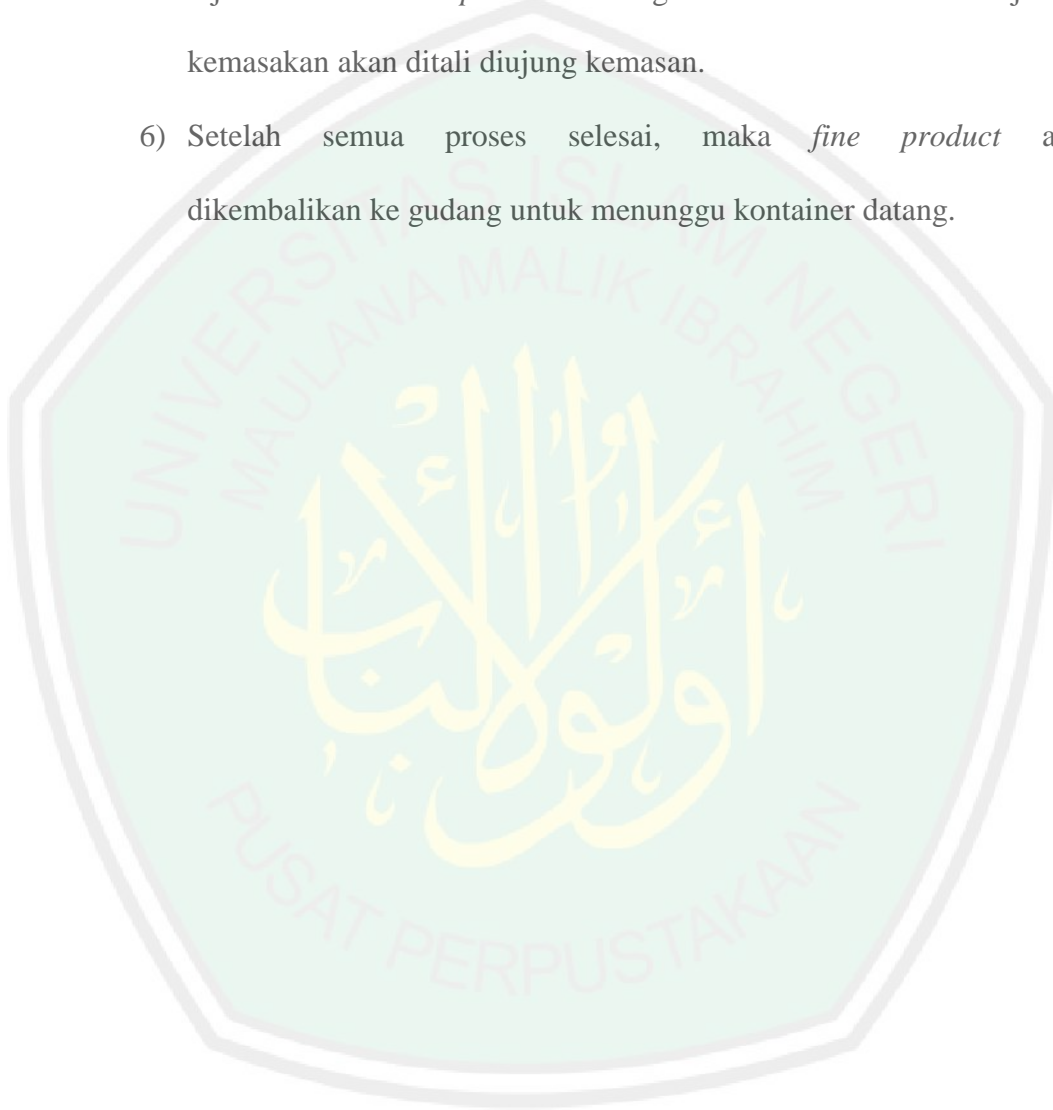 kemasakan akan ditali diujung kemasan.
6) Setelah semua proses selesai, maka fine product a
dikembalikan ke gudang untuk menunggu kontainer datang.
UNIVERSITAS ISLAM NEGERI
MAULANA MALIK IBRAHIM
PUSAT PERPUSTAKAAN